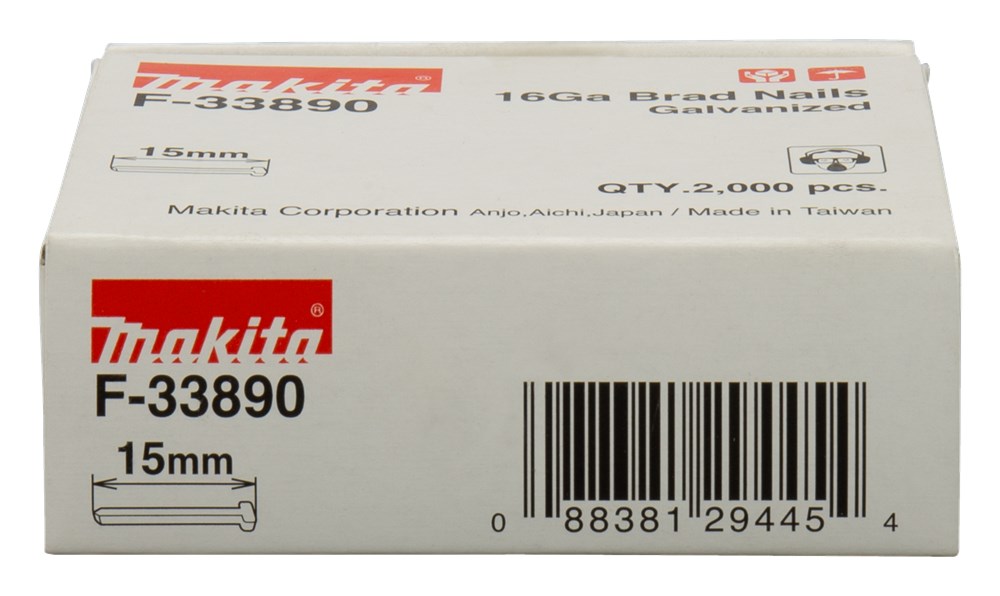 makita®
F-33890
16Ga Brad Nails
Galvanized
15mm
QTY.2,000 pcs.
Makita Corporation Anjo,Aichi,Japan / Made in Taiwan
makita®
F-33890
15mm
0 88381 29445 4